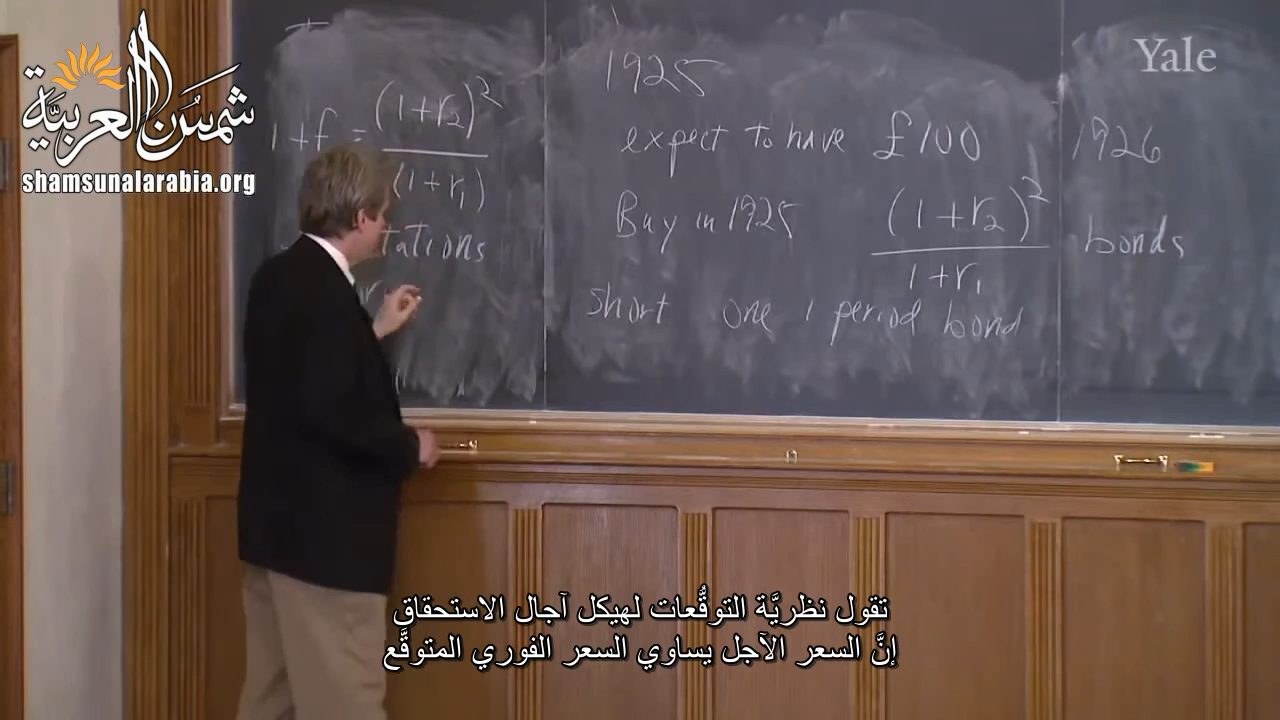 شمسُ العربيّة
shamsunalarabia.org
Yale
1+f = (1+r₂)² / (1+r₁)
tations
1925
expect to have £100 1926
Buy in 1925 (1+r₂)² / 1+r₁ bonds
short one 1 period bond
تقول نظريَّة التوقُّعات لهيكل آجال الاستحقاق
إنَّ السعر الآجل يساوي السعر الفوري المتوقَّع